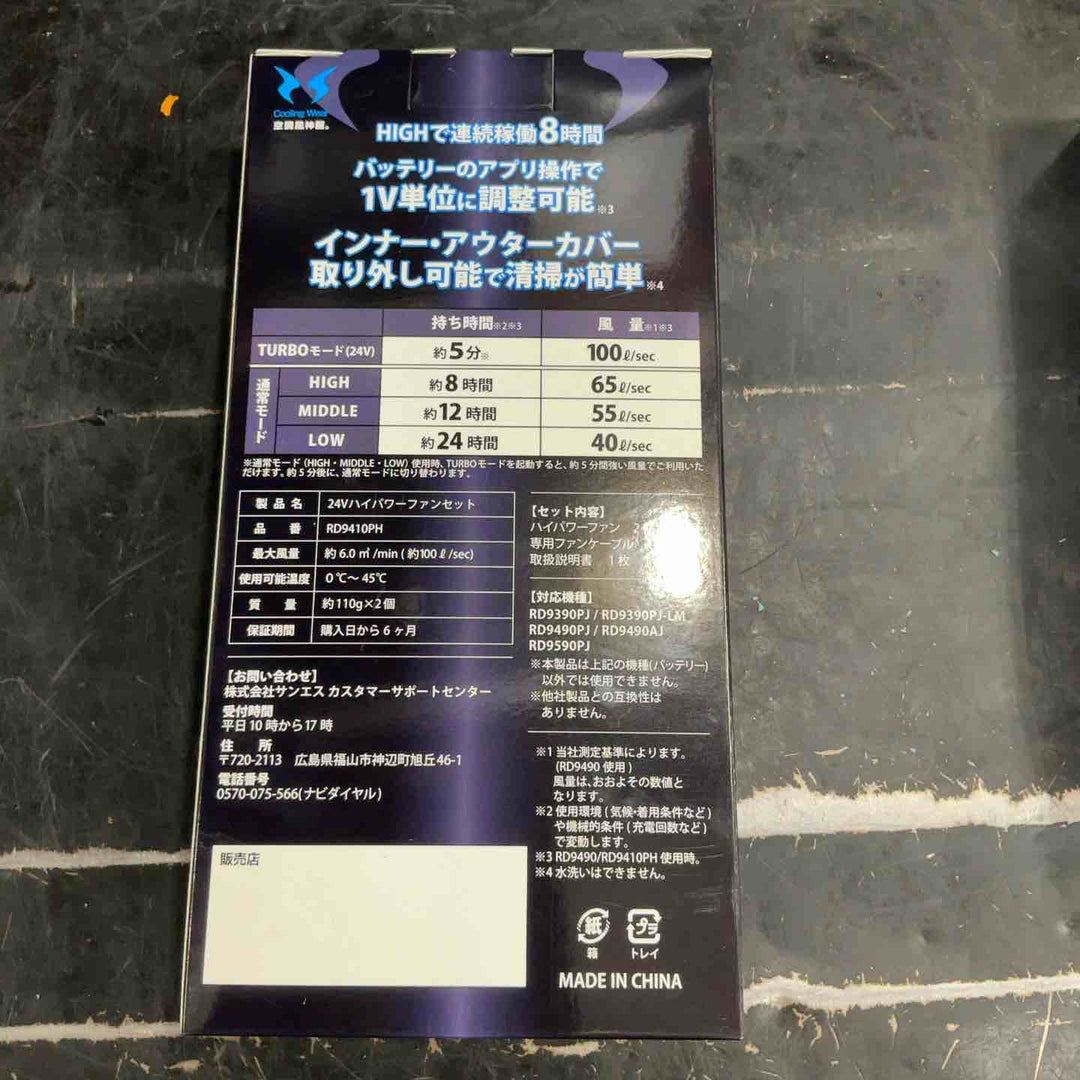 Cooling Wear
空調風神服®
HIGHで連続稼働8時間
バッテリーのアプリ操作で
1V単位に調整可能※3
インナー・アウターカバー
取り外し可能で清掃が簡単※4
持ち時間※2※3 風量※1※3
TURBOモード(24V) 約5分※ 100ℓ/sec
通常モード
HIGH 約8時間 65ℓ/sec
MIDDLE 約12時間 55ℓ/sec
LOW 約24時間 40ℓ/sec
※通常モード（HIGH・MIDDLE・LOW）使用時、TURBOモードを起動すると、約5分間強い風量でご利用いた
だけます。約5分後に、通常モードに切り替わります。
製品名 24Vハイパワーファンセット
品番 RD9410PH
最大風量 約6.0㎥/min (約100ℓ/sec)
使用可能温度 0℃〜45℃
質量 約110g×2個
保証期間 購入日から6ヶ月
【お問い合わせ】
株式会社サンエス カスタマーサポートセンター
受付時間
平日10時から17時
住所
〒720-2113 広島県福山市神辺町旭丘46-1
電話番号
0570-075-566(ナビダイヤル)
販売店
【セット内容】
ハイパワーファン 2
専用ファンケーブル
取扱説明書 1枚
【対応機種】
RD9390PJ / RD9390PJ-LM
RD9490PJ / RD9490AJ
RD9590PJ
※本製品は上記の機種(バッテリー)
以外では使用できません。
※他社製品との互換性は
ありません。
※1 当社測定基準によります。
(RD9490 使用)
風量は、おおよその数値と
なります。
※2 使用環境(気候・着用条件など)
や機械的条件(充電回数など)
で変動します。
※3 RD9490/RD9410PH 使用時。
※4 水洗いはできません。
紙 プラ
箱 トレイ
MADE IN CHINA